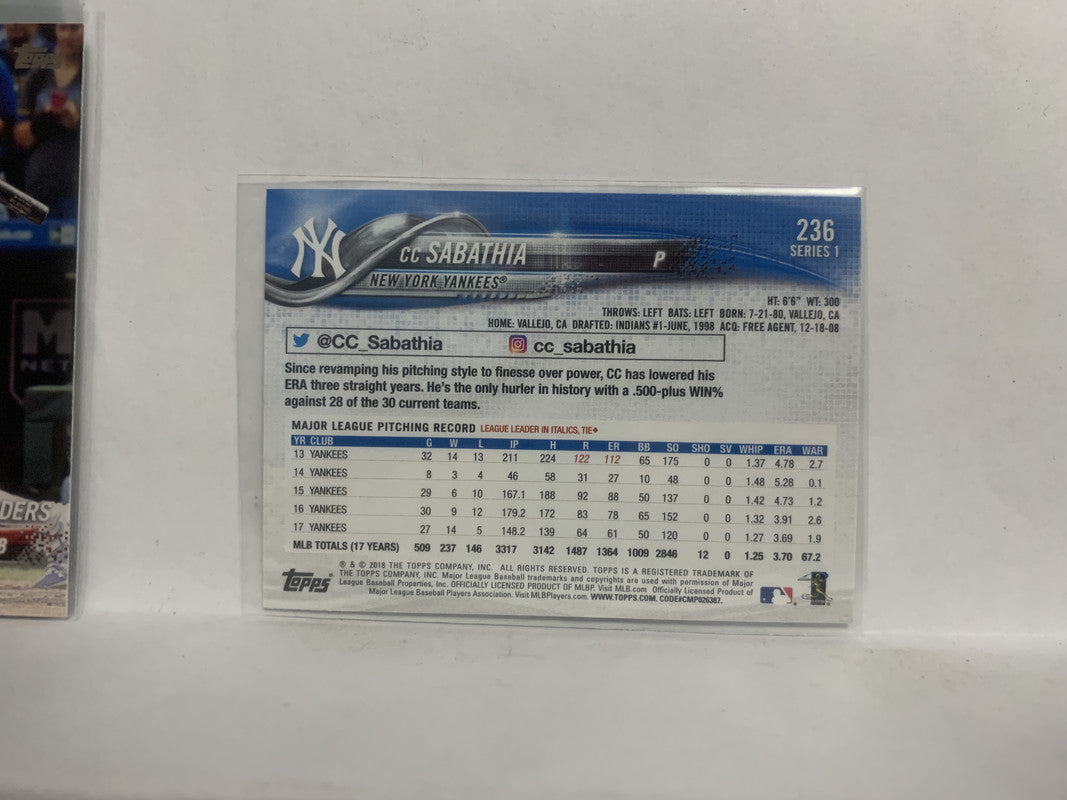 Topps
DERS
NY
CC SABATHIA
P
NEW YORK YANKEES®
236
SERIES 1
HT: 6'6" WT: 300
THROWS: LEFT BATS: LEFT BORN: 7-21-80, VALLEJO, CA
HOME: VALLEJO, CA DRAFTED: INDIANS #1-JUNE, 1998 ACQ: FREE AGENT, 12-18-08
@CC_Sabathia cc_sabathia
Since revamping his pitching style to finesse over power, CC has lowered his
ERA three straight years. He's the only hurler in history with a .500-plus WIN%
against 28 of the 30 current teams.
MAJOR LEAGUE PITCHING RECORD LEAGUE LEADER IN ITALICS, TIE♦
YR CLUB G W L IP H R ER BB SO SHO SV WHIP ERA WAR
13 YANKEES 32 14 13 211 224 122 112 65 175 0 0 1.37 4.78 2.7
14 YANKEES 8 3 4 46 58 31 27 10 48 0 0 1.48 5.28 0.1
15 YANKEES 29 6 10 167.1 188 92 88 50 137 0 0 1.42 4.73 1.2
16 YANKEES 30 9 12 179.2 172 83 78 65 152 0 0 1.32 3.91 2.6
17 YANKEES 27 14 5 148.2 139 64 61 50 120 0 0 1.27 3.69 1.9
MLB TOTALS (17 YEARS) 509 237 146 3317 3142 1487 1364 1009 2846 12 0 1.25 3.70 67.2
Topps
® & © 2018 THE TOPPS COMPANY, INC. ALL RIGHTS RESERVED. TOPPS IS A REGISTERED TRADEMARK OF
THE TOPPS COMPANY, INC. Major League Baseball trademarks and copyrights are used with permission of Major
League Baseball Properties, Inc. OFFICIALLY LICENSED PRODUCT OF MLBP. Visit MLB.com Officially Licensed Product of
Major League Baseball Players Association. Visit MLBPlayers.com. WWW.TOPPS.COM. CODE#CMP026387.